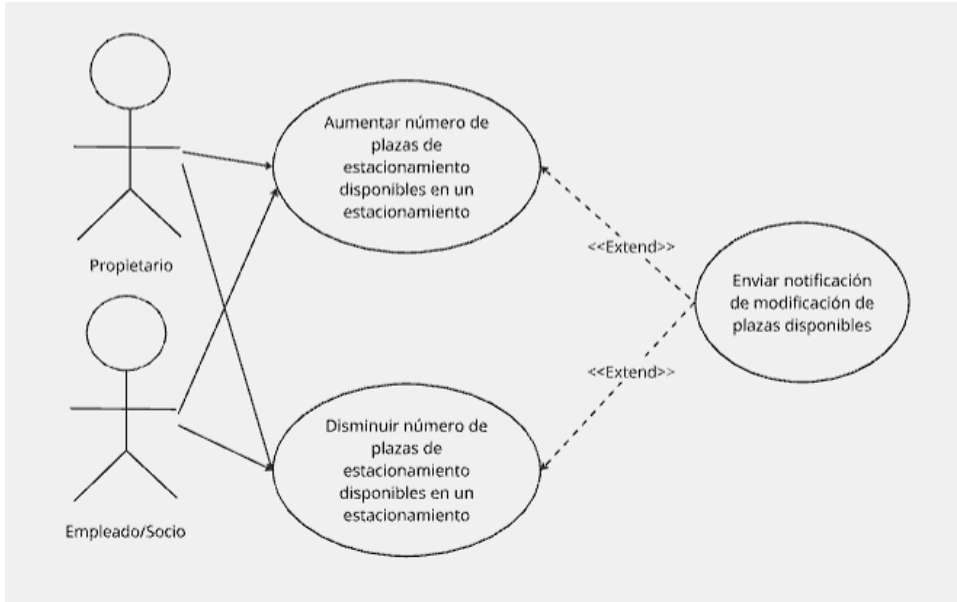 Aumentar número de
plazas de
estacionamiento
disponibles en un
estacionamiento
Propietario
<<Extend>>
Enviar notificación
de modificación de
plazas disponibles
<<Extend>>
Disminuir número de
plazas de
estacionamiento
disponibles en un
estacionamiento
Empleado/Socio